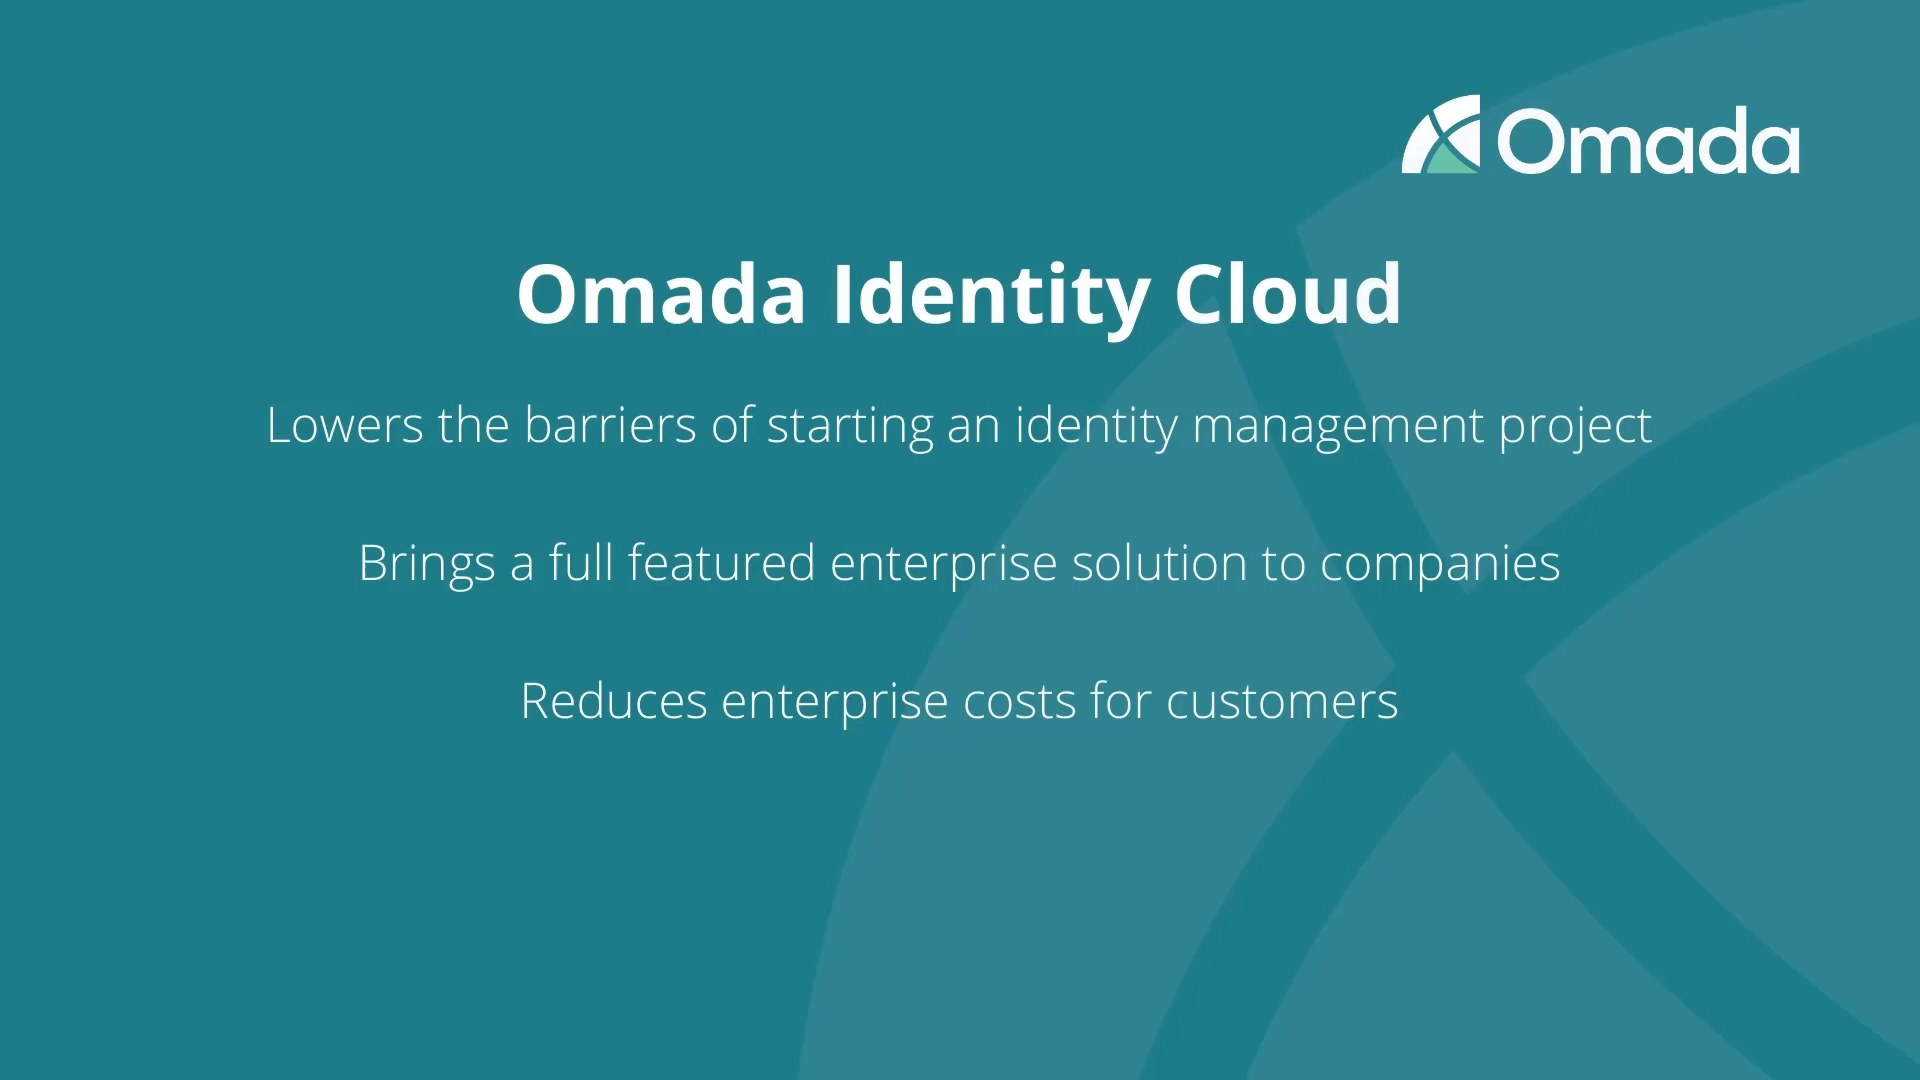 Omada
Omada Identity Cloud
Lowers the barriers of starting an identity management project
Brings a full featured enterprise solution to companies
Reduces enterprise costs for customers